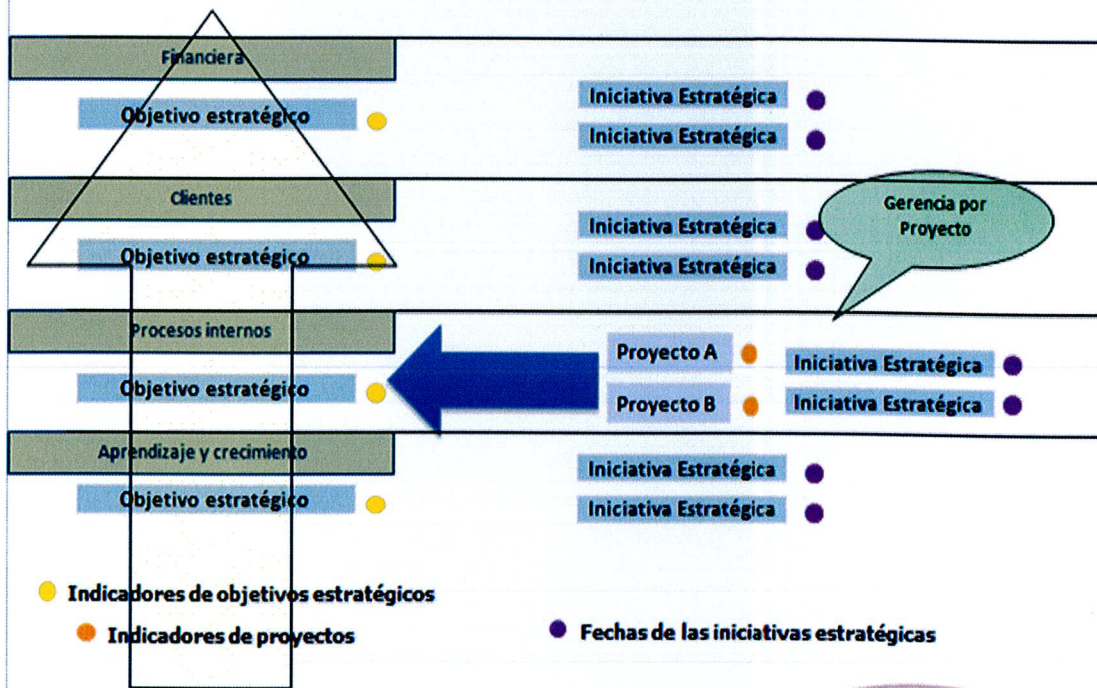 Financiera
Objetivo estratégico
Iniciativa Estratégica
Iniciativa Estratégica
Clientes
Objetivo estratégico
Iniciativa Estratégica
Iniciativa Estratégica
Gerencia por
Proyecto
Procesos internos
Objetivo estratégico
Proyecto A
Iniciativa Estratégica
Proyecto B
Iniciativa Estratégica
Aprendizaje y crecimiento
Objetivo estratégico
Iniciativa Estratégica
Iniciativa Estratégica
Indicadores de objetivos estratégicos
Indicadores de proyectos
Fechas de las iniciativas estratégicas